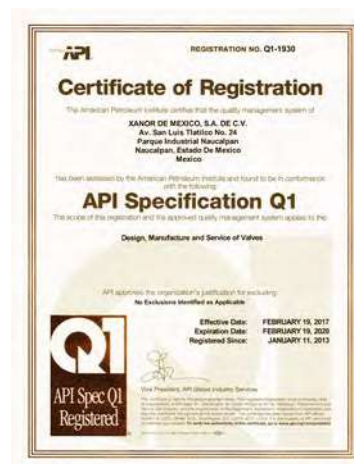 API
REGISTRATION NO. Q1-1930
Certificate of Registration
The American Petroleum Institute certifies that the quality management system of
XANOR DE MEXICO, S.A. DE C.V.
Av. San Luis Tlatilco No. 24
Parque Industrial Naucalpan
Naucalpan, Estado De Mexico
Mexico
has been assessed by the American Petroleum Institute and found to be in conformance
with the following:
API Specification Q1
The scope of this registration and the approved quality management system applies to the
Design, Manufacture and Service of Valves
API approves the organization's justification for excluding:
No Exclusions Identified as Applicable
Effective Date: FEBRUARY 19, 2017
Expiration Date: FEBRUARY 19, 2020
Registered Since: JANUARY 11, 2013
Q1
API Spec Q1
Registered
Vice President, API Global Industry Services